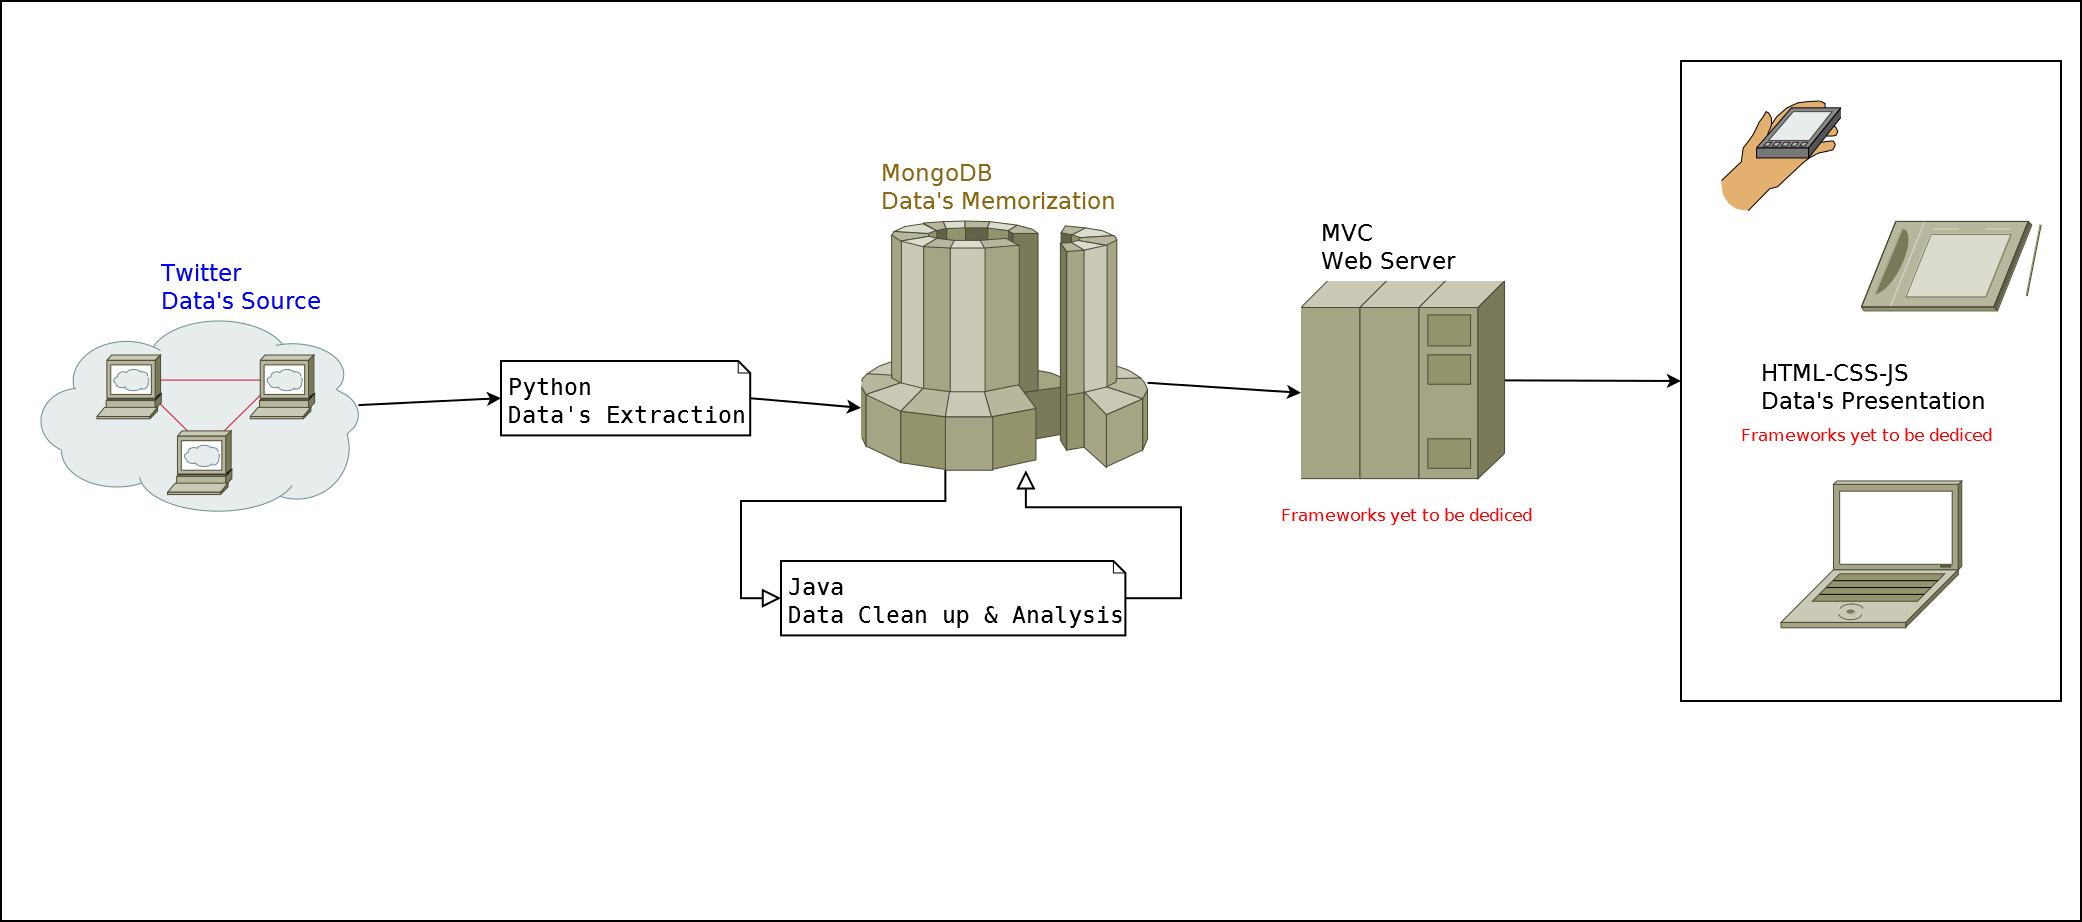 Twitter
Data's Source
Python
Data's Extraction
MongoDB
Data's Memorization
Java
Data Clean up & Analysis
MVC
Web Server
Frameworks yet to be dediced
HTML-CSS-JS
Data's Presentation
Frameworks yet to be dediced